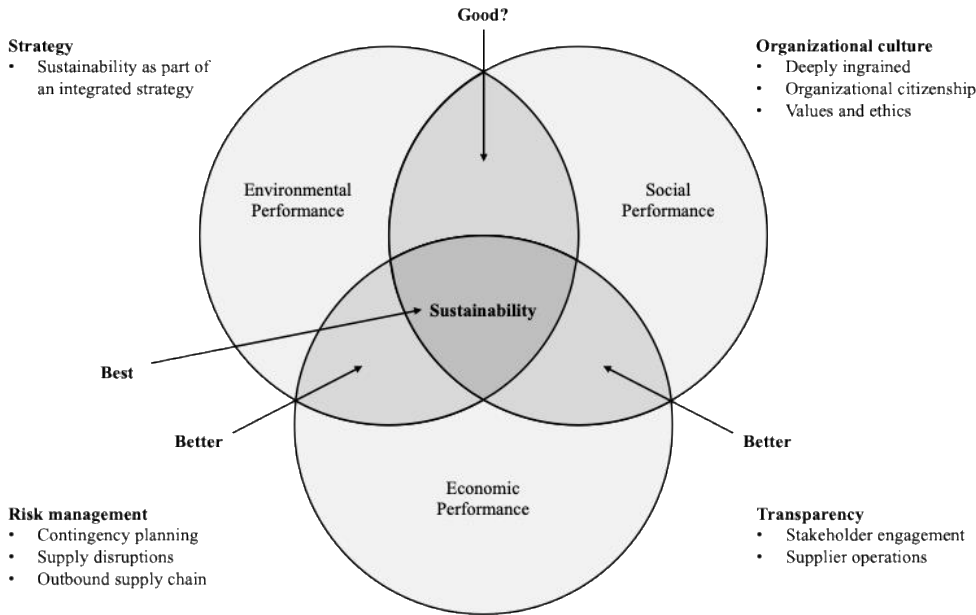 Good?
Strategy
• Sustainability as part of
an integrated strategy
Organizational culture
• Deeply ingrained
• Organizational citizenship
• Values and ethics
Environmental
Performance
Social
Performance
Sustainability
Best
Better
Better
Economic
Performance
Risk management
• Contingency planning
• Supply disruptions
• Outbound supply chain
Transparency
• Stakeholder engagement
• Supplier operations